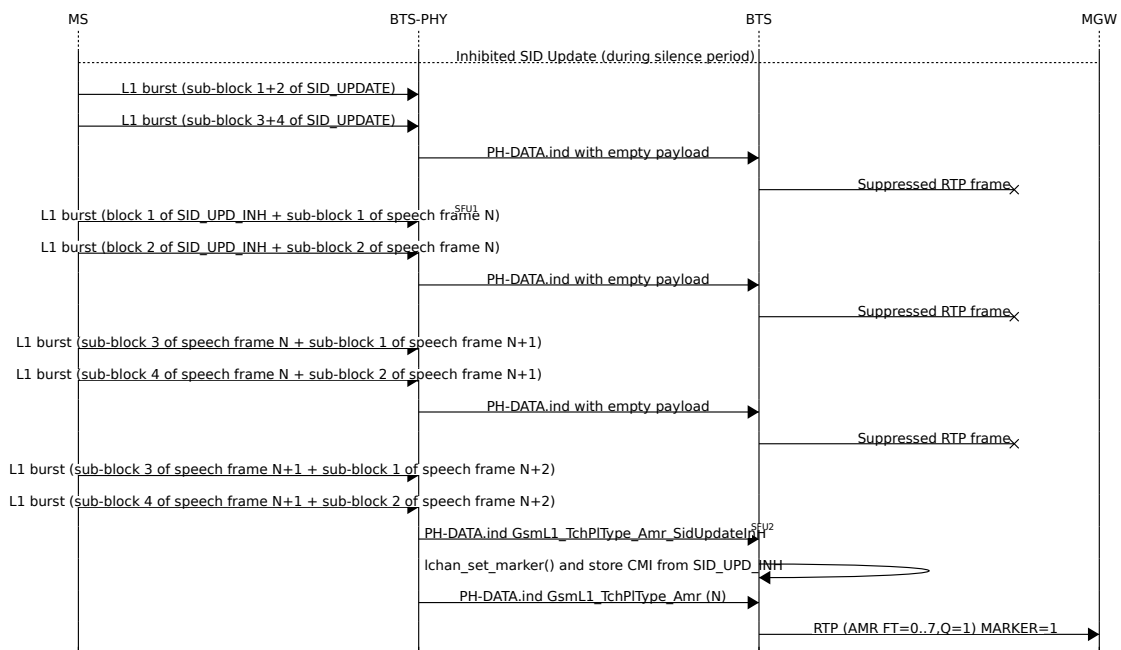 MS BTS-PHY BTS MGW
Inhibited SID Update (during silence period)
L1 burst (sub-block 1+2 of SID_UPDATE)
L1 burst (sub-block 3+4 of SID_UPDATE)
PH-DATA.ind with empty payload
Suppressed RTP frame
SFU1
L1 burst (block 1 of SID_UPD_INH + sub-block 1 of speech frame N)
L1 burst (block 2 of SID_UPD_INH + sub-block 2 of speech frame N)
PH-DATA.ind with empty payload
Suppressed RTP frame
L1 burst (sub-block 3 of speech frame N + sub-block 1 of speech frame N+1)
L1 burst (sub-block 4 of speech frame N + sub-block 2 of speech frame N+1)
PH-DATA.ind with empty payload
Suppressed RTP frame
L1 burst (sub-block 3 of speech frame N+1 + sub-block 1 of speech frame N+2)
L1 burst (sub-block 4 of speech frame N+1 + sub-block 2 of speech frame N+2)
SFU2
PH-DATA.ind GsmL1_TchPlType_Amr_SidUpdateInH
lchan_set_marker() and store CMI from SID_UPD_INH
PH-DATA.ind GsmL1_TchPlType_Amr (N)
RTP (AMR FT=0..7,Q=1) MARKER=1